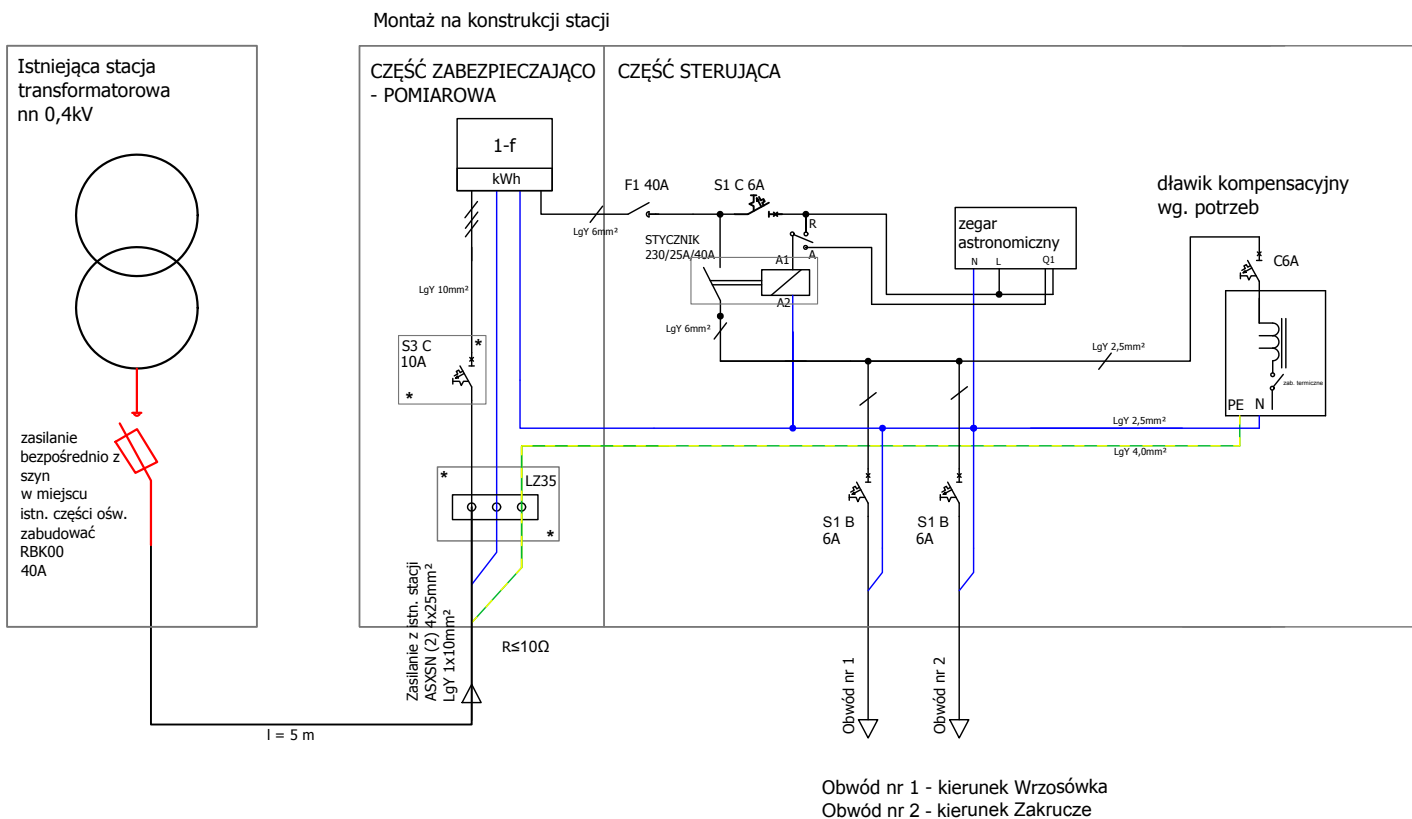 Montaż na konstrukcji stacji
Istniejąca stacja
transformatorowa
nn 0,4kV
CZĘŚĆ ZABEZPIECZAJĄCO
- POMIAROWA
CZĘŚĆ STERUJĄCA
1-f
kWh
F1 40A
S1 C 6A
LgY 6mm²
STYCZNIK
230/25A/40A
R
A
A1
A2
zegar
astronomiczny
N L Q1
dławik kompensacyjny
wg. potrzeb
C6A
zab. termiczne
PE N
LgY 10mm²
LgY 6mm²
LgY 2,5mm²
S3 C
10A
*
*
LgY 2,5mm²
LgY 4,0mm²
zasilanie
bezpośrednio z
szyn
w miejscu
istn. części ośw.
zabudować
RBK00
40A
*
LZ35
*
S1 B
6A
S1 B
6A
Zasilanie z istn. stacji
ASXSN (2) 4x25mm²
LgY 1x10mm²
R≤10Ω
l = 5 m
Obwód nr 1
Obwód nr 2
Obwód nr 1 - kierunek Wrzosówka
Obwód nr 2 - kierunek Zakrucze